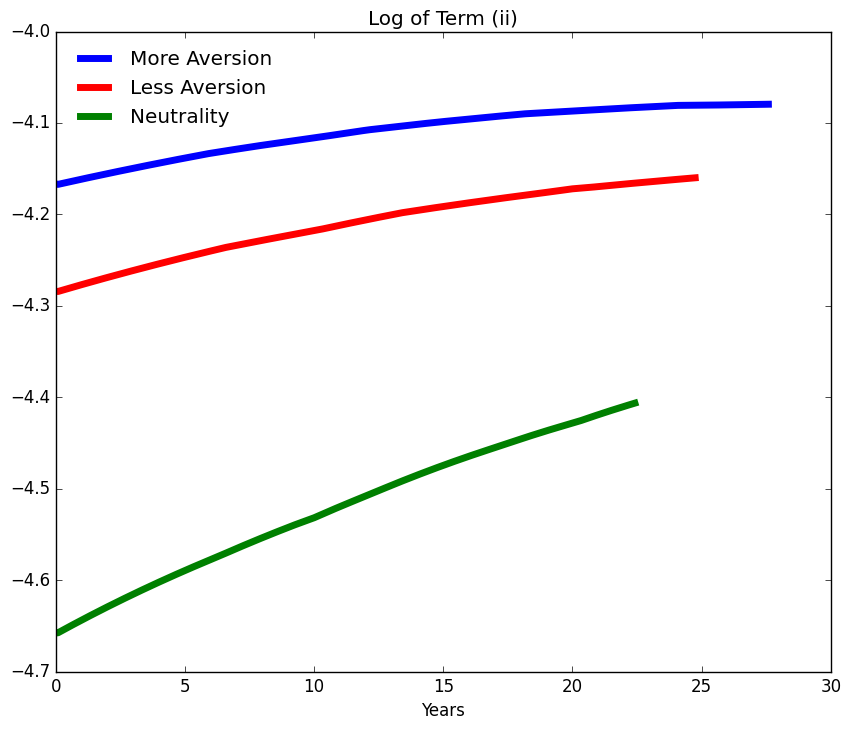 Log of Term (ii)
−4.0
More Aversion
Less Aversion
Neutrality
−4.1
−4.2
−4.3
−4.4
−4.5
−4.6
−4.7
0 5 10 15 20 25 30
Years